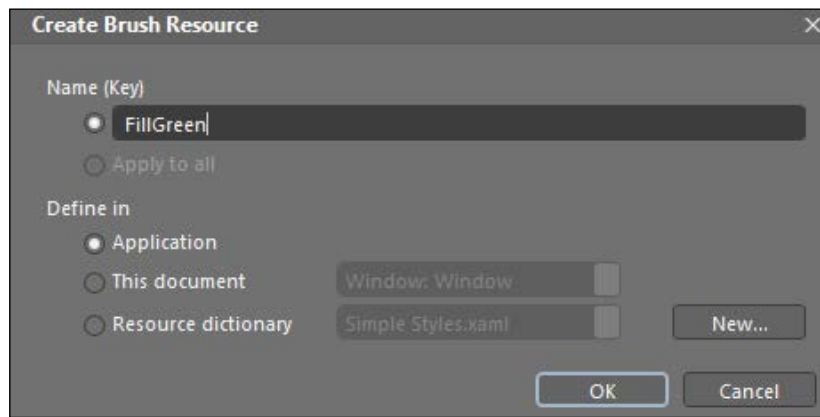 Create Brush Resource
Name (Key)
FillGreen
Apply to all
Define in
Application
This document Window: Window
Resource dictionary Simple Styles.xaml New...
OK Cancel